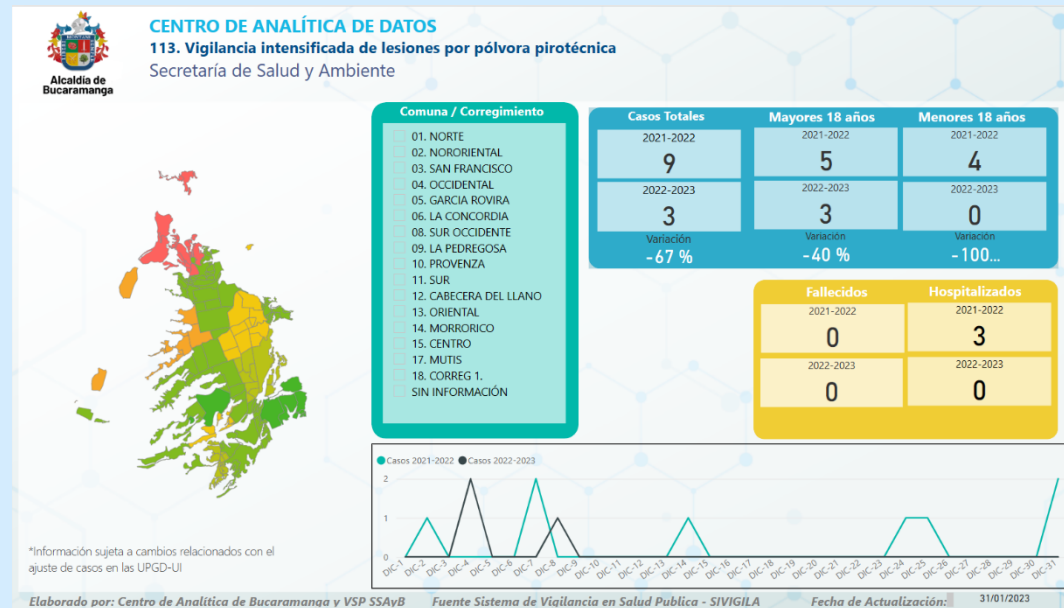 CENTRO DE ANALÍTICA DE DATOS
113. Vigilancia intensificada de lesiones por pólvora pirotécnica
Secretaría de Salud y Ambiente
Alcaldía de
Bucaramanga
Comuna / Corregimiento
01. NORTE
02. NORORIENTAL
03. SAN FRANCISCO
04. OCCIDENTAL
05. GARCIA ROVIRA
06. LA CONCORDIA
08. SUR OCCIDENTE
09. LA PEDREGOSA
10. PROVENZA
11. SUR
12. CABECERA DEL LLANO
13. ORIENTAL
14. MORRORICO
15. CENTRO
17. MUTIS
18. CORREG 1.
SIN INFORMACIÓN
Casos Totales
2021-2022
9
2022-2023
3
Variación
-67 %
Mayores 18 años
2021-2022
5
2022-2023
3
Variación
-40 %
Menores 18 años
2021-2022
4
2022-2023
0
Variación
-100...
Fallecidos
2021-2022
0
2022-2023
0
Hospitalizados
2021-2022
3
2022-2023
0
Casos 2021-2022 Casos 2022-2023
2
1
0
DIC-1 DIC-2 DIC-3 DIC-4 DIC-5 DIC-6 DIC-7 DIC-8 DIC-9 DIC-10 DIC-11 DIC-12 DIC-13 DIC-14 DIC-15 DIC-16 DIC-17 DIC-18 DIC-19 DIC-20 DIC-21 DIC-22 DIC-23 DIC-24 DIC-25 DIC-26 DIC-27 DIC-28 DIC-29 DIC-30 DIC-31
*Información sujeta a cambios relacionados con el
ajuste de casos en las UPGD-UI
Elaborado por: Centro de Analítica de Bucaramanga y VSP SSAyB Fuente Sistema de Vigilancia en Salud Publica - SIVIGILA Fecha de Actualización: 31/01/2023